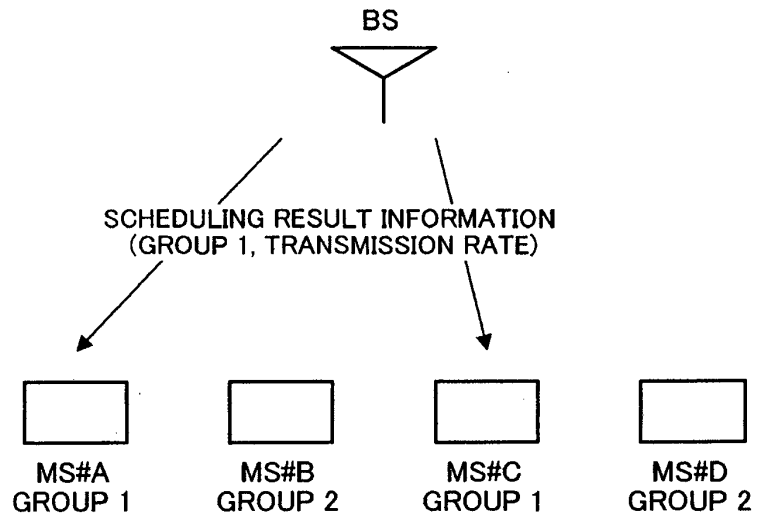 BS
SCHEDULING RESULT INFORMATION
(GROUP 1, TRANSMISSION RATE)
MS#A
GROUP 1
MS#B
GROUP 2
MS#C
GROUP 1
MS#D
GROUP 2